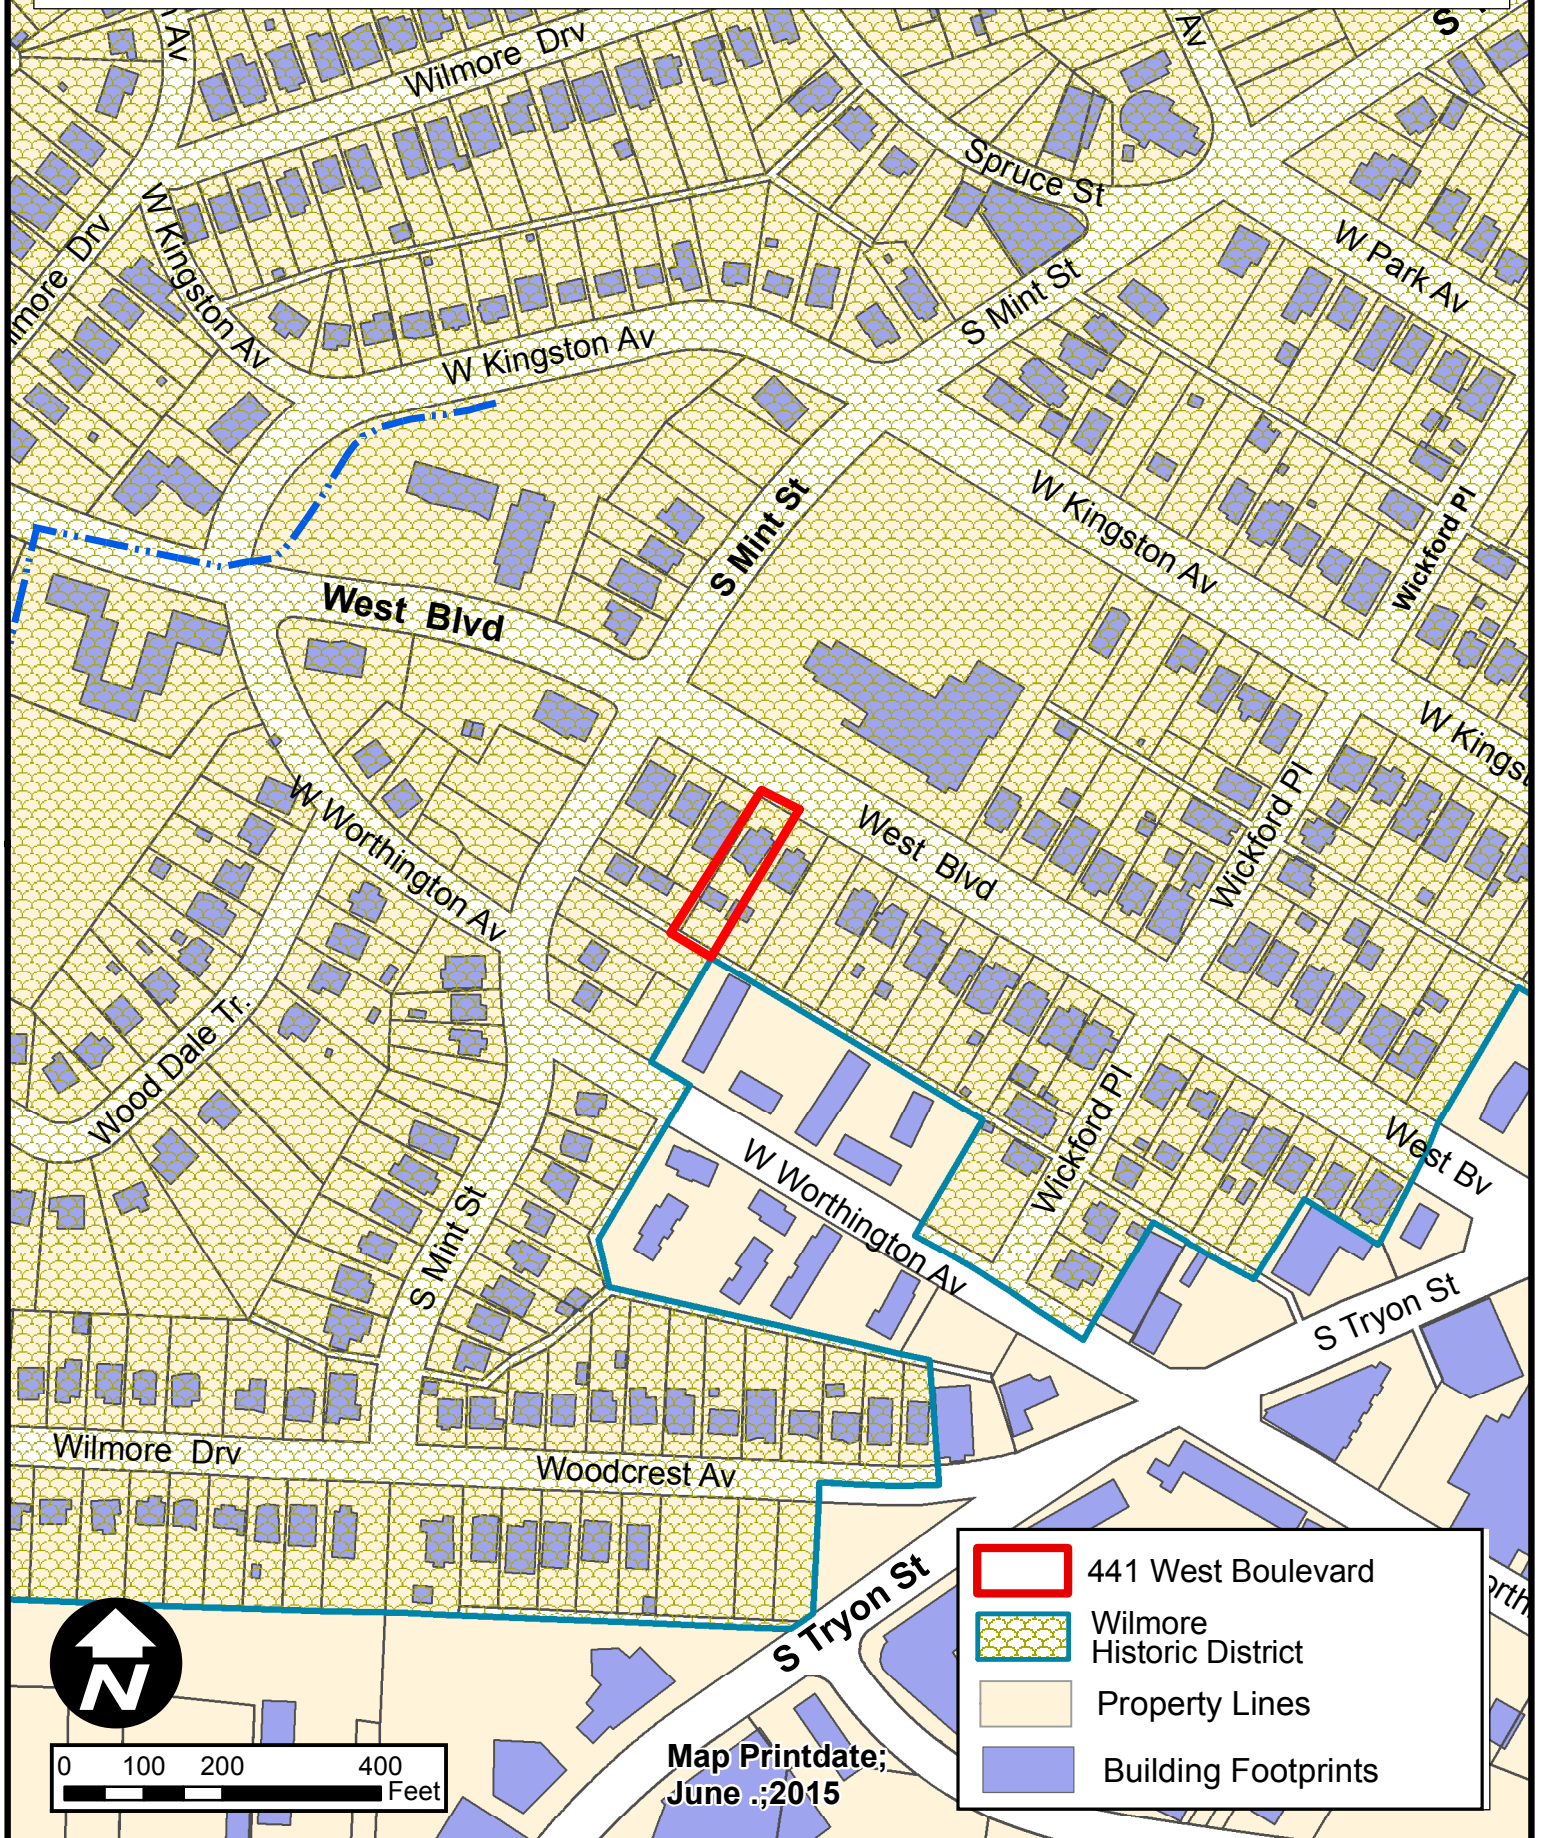 Av
Wilmore Drv
Av
S
Spruce St
W Kingston Av
W Park Av
S Mint St
W Kingston Av
W Kingston Av
S Mint St
Wickford Pl
West Blvd
W Kingst
W Worthington Av
West Blvd
Wickford Pl
Wood Dale Tr.
Wickford Pl
West Bv
W Worthington Av
S Mint St
S Tryon St
Wilmore Drv
Woodcrest Av
S Tryon St
441 West Boulevard
Wilmore
Historic District
Property Lines
Building Footprints
N
0 100 200 400
Feet
Map Printdate;
June .;2015